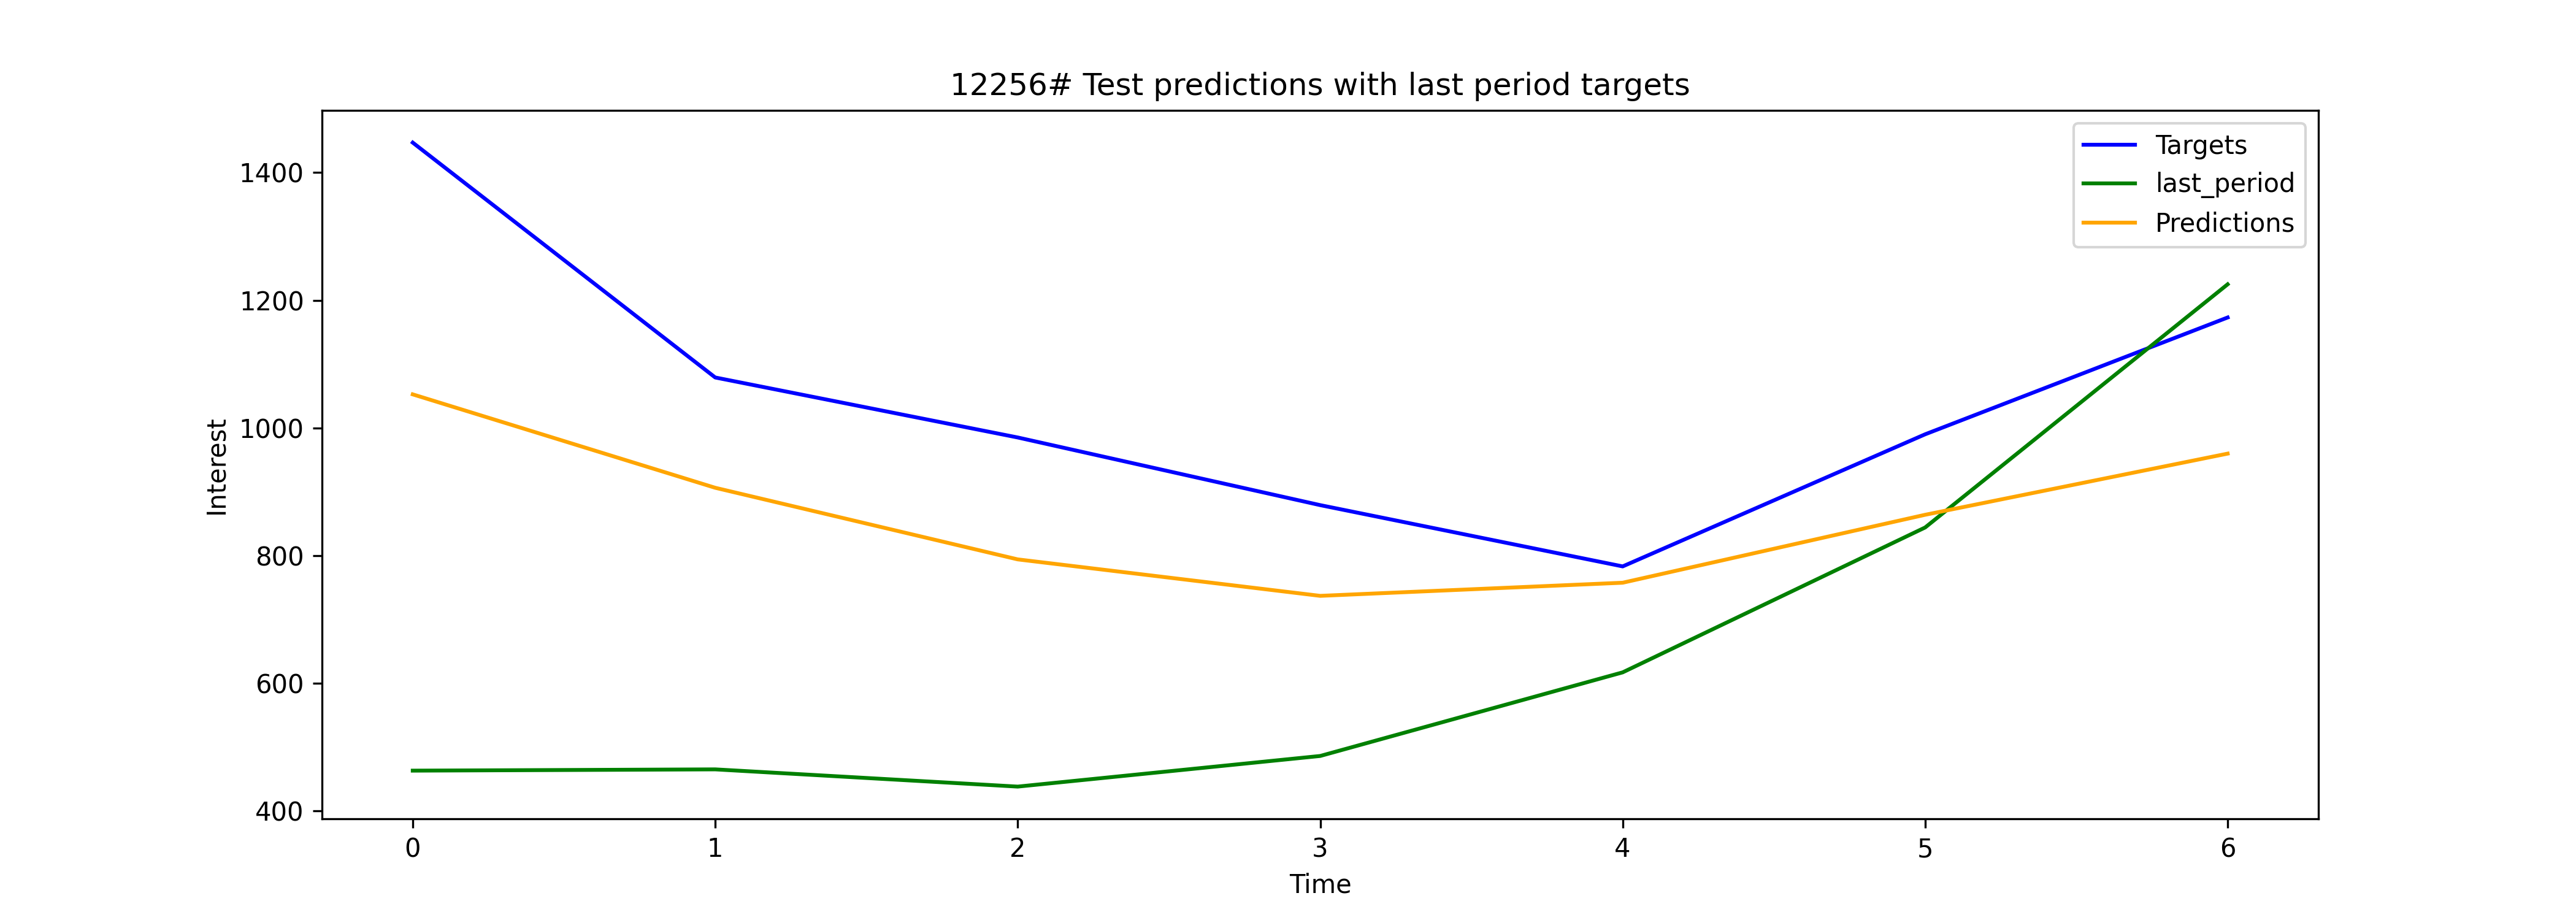 12256# Test predictions with last period targets
Targets
last_period
Predictions
Interest
1400
1200
1000
800
600
400
0 1 2 3 4 5 6
Time